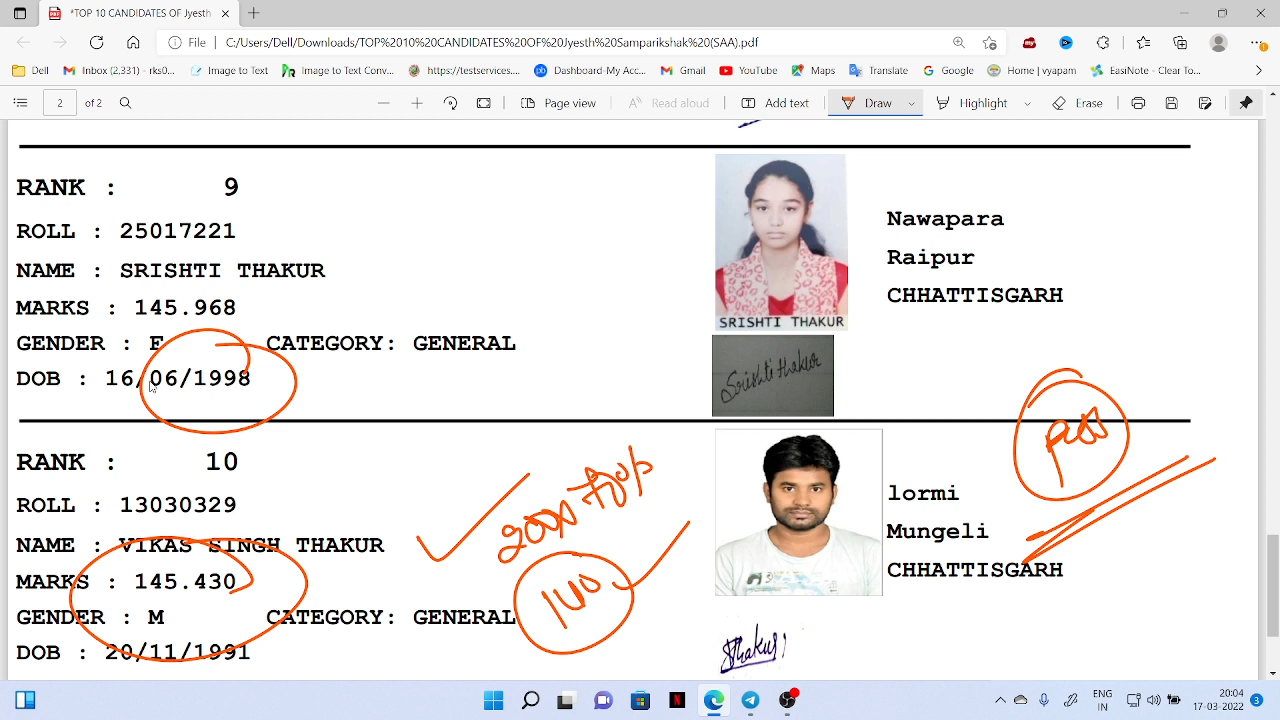 *TOP 10 CANDIDATES OF Jyesth
File C:/Users/Dell/Downloads/TOP%2010%20CANDIDATES%20OF%20Jyesth%20Samparikshak%20(SAA).pdf
Dell Inbox (2,331) - rks0... Image to Text Image to Text Conv... https://testservices... Dashboard-My Acc... Gmail YouTube Maps Translate Google Home | vyapam EasiNote - For To...
2 of 2 Page view Read aloud Add text Draw Highlight Erase
RANK : 9
ROLL : 25017221
NAME : SRISHTI THAKUR
MARKS : 145.968
GENDER : F CATEGORY: GENERAL
DOB : 16/06/1998
SRISHTI THAKUR
Srishti thakur
Nawapara
Raipur
CHHATTISGARH
RANK : 10
ROLL : 13030329
NAME : VIKAS SINGH THAKUR
MARKS : 145.430
GENDER : M CATEGORY: GENERAL
DOB : 20/11/1991
lormi
Mungeli
CHHATTISGARH
140
Thakur
ENG
IN
20:04
17-03-2022
3